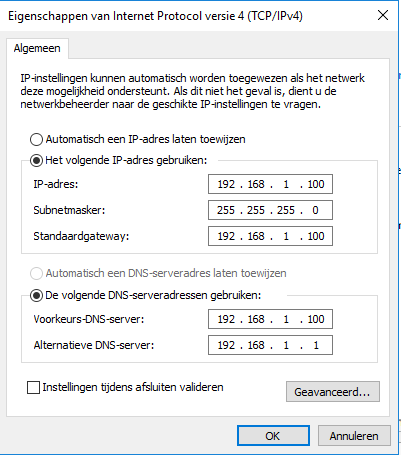 Eigenschappen van Internet Protocol versie 4 (TCP/IPv4)
Algemeen
IP-instellingen kunnen automatisch worden toegewezen als het netwerk
deze mogelijkheid ondersteunt. Als dit niet het geval is, dient u de
netwerkbeheerder naar de geschikte IP-instellingen te vragen.
Automatisch een IP-adres laten toewijzen
Het volgende IP-adres gebruiken:
IP-adres: 192 . 168 . 1 . 100
Subnetmasker: 255 . 255 . 255 . 0
Standaardgateway: 192 . 168 . 1 . 100
Automatisch een DNS-serveradres laten toewijzen
De volgende DNS-serveradressen gebruiken:
Voorkeurs-DNS-server: 192 . 168 . 1 . 100
Alternatieve DNS-server: 192 . 168 . 1 . 1
Instellingen tijdens afsluiten valideren
Geavanceerd...
OK Annuleren